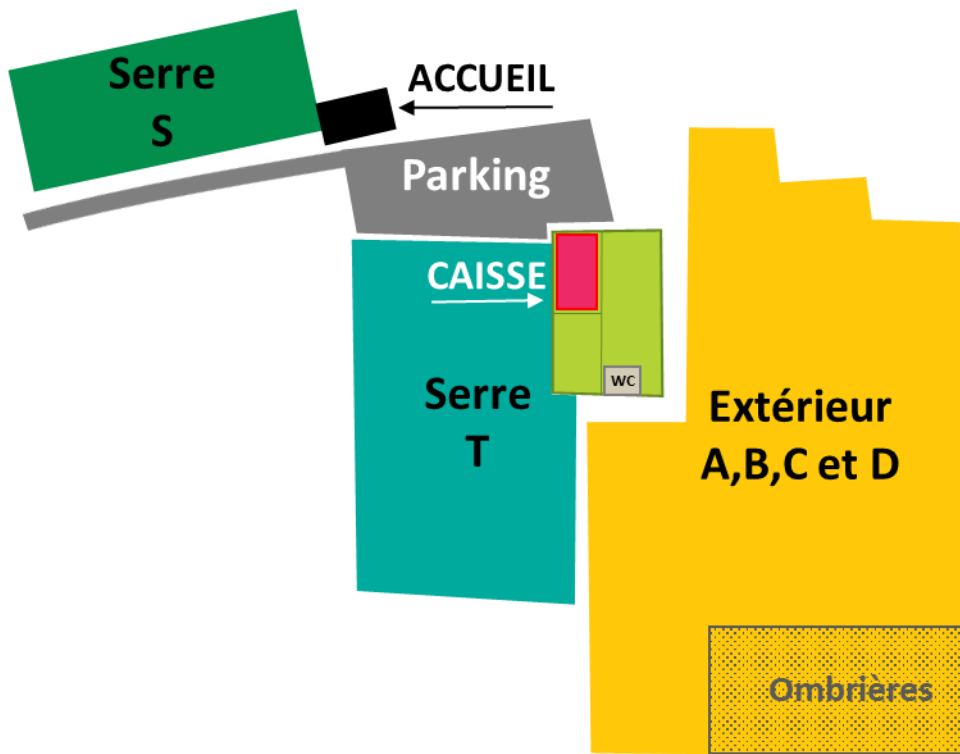 Serre
S
ACCUEIL
Parking
CAISSE
Serre
T
WC
Extérieur
A,B,C et D
Ombrières